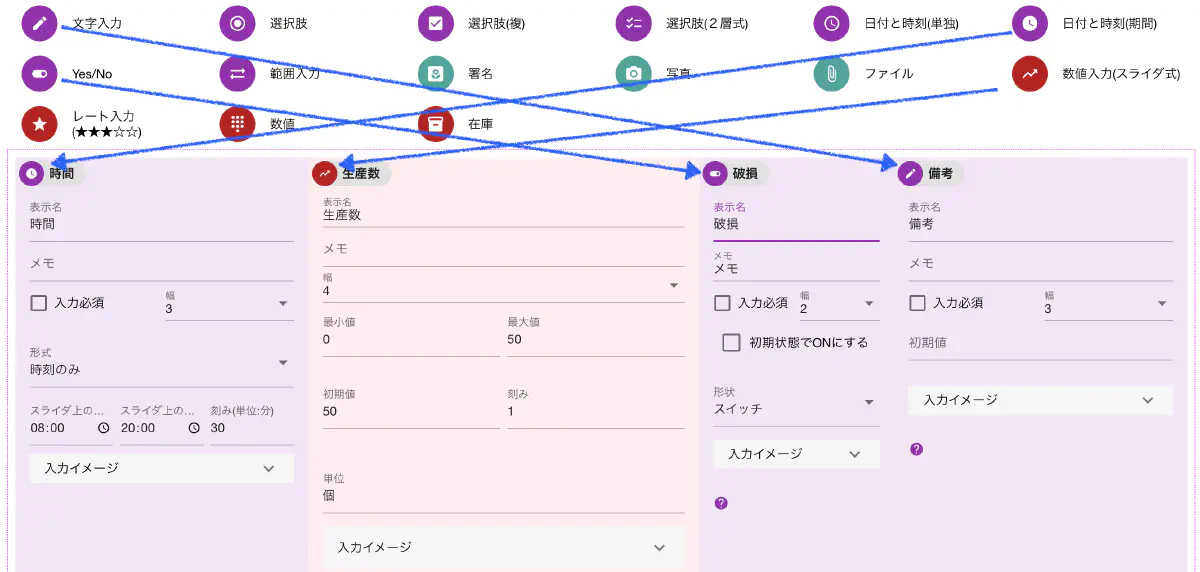 文字入力
選択肢
選択肢(複)
選択肢(２層式)
日付と時刻(単独)
日付と時刻(期間)
Yes/No
範囲入力
署名
写真
ファイル
数値入力(スライダ式)
レート入力
(★★★☆☆)
数値
在庫
時間
表示名
時間
メモ
入力必須
幅
3
形式
時刻のみ
スライダ上の…
08:00
スライダ上の…
20:00
刻み(単位:分)
30
入力イメージ
生産数
表示名
生産数
メモ
幅
4
最小値
0
最大値
50
初期値
50
刻み
1
単位
個
入力イメージ
破損
表示名
破損
メモ
メモ
入力必須
幅
2
初期状態でONにする
形状
スイッチ
入力イメージ
?
備考
表示名
備考
メモ
入力必須
幅
3
初期値
入力イメージ
?